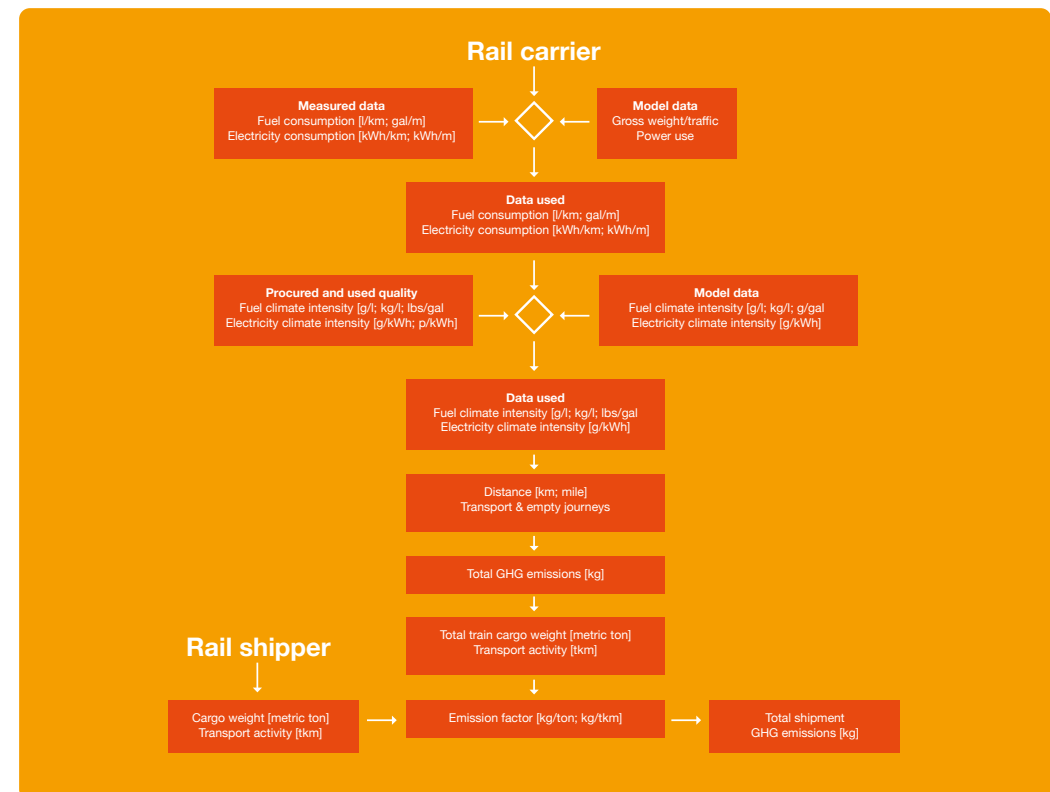 Rail carrier
Measured data
Fuel consumption [l/km; gal/m]
Electricity consumption [kWh/km; kWh/m]
Model data
Gross weight/traffic
Power use
Data used
Fuel consumption [l/km; gal/m]
Electricity consumption [kWh/km; kWh/m]
Procured and used quality
Fuel climate intensity [g/l; kg/l; lbs/gal]
Electricity climate intensity [g/kWh; p/kWh]
Model data
Fuel climate intensity [g/l; kg/l; g/gal]
Electricity climate intensity [g/kWh]
Data used
Fuel climate intensity [g/l; kg/l; lbs/gal
Electricity climate intensity [g/kWh]
Distance [km; mile]
Transport & empty journeys
Total GHG emissions [kg]
Total train cargo weight [metric ton]
Transport activity [tkm]
Rail shipper
Cargo weight [metric ton]
Transport activity [tkm]
Emission factor [kg/ton; kg/tkm]
Total shipment
GHG emissions [kg]